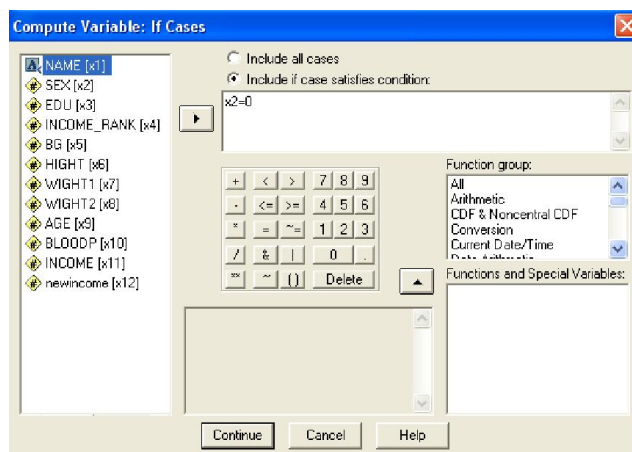 Compute Variable: If Cases
NAME [x1]
SEX [x2]
EDU [x3]
INCOME_RANK [x4]
BG [x5]
HIGHT [x6]
WIGHT1 [x7]
WIGHT2 [x8]
AGE [x9]
BLOODP [x10]
INCOME [x11]
newincome [x12]
Include all cases
Include if case satisfies condition:
x2=0
+ < > 7 8 9
- <= >= 4 5 6
* = ~= 1 2 3
/ & | 0 .
** ~ () Delete
Function group:
All
Arithmetic
CDF & Noncentral CDF
Conversion
Current Date/Time
Date Arithmetic
Functions and Special Variables:
Continue
Cancel
Help